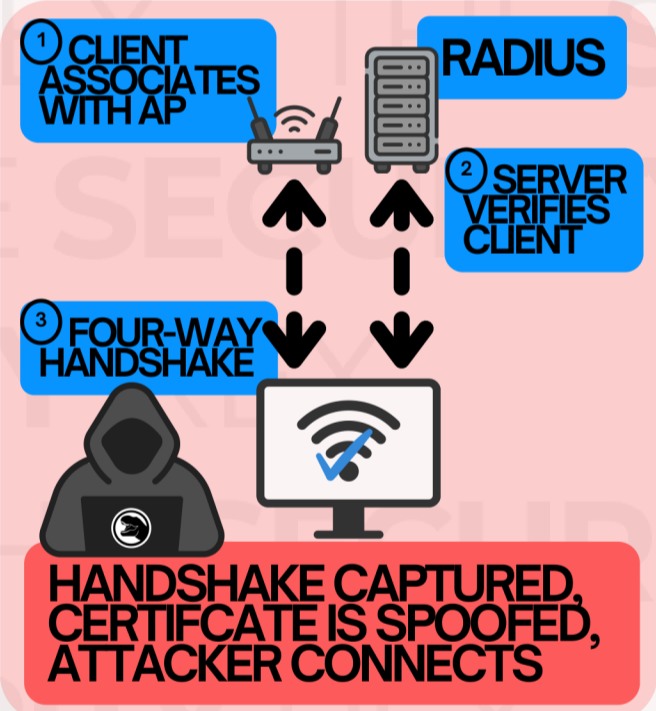 1 CLIENT
ASSOCIATES
WITH AP
RADIUS
2 SERVER
VERIFIES
CLIENT
3 FOUR-WAY
HANDSHAKE
HANDSHAKE CAPTURED,
CERTIFCATE IS SPOOFED,
ATTACKER CONNECTS